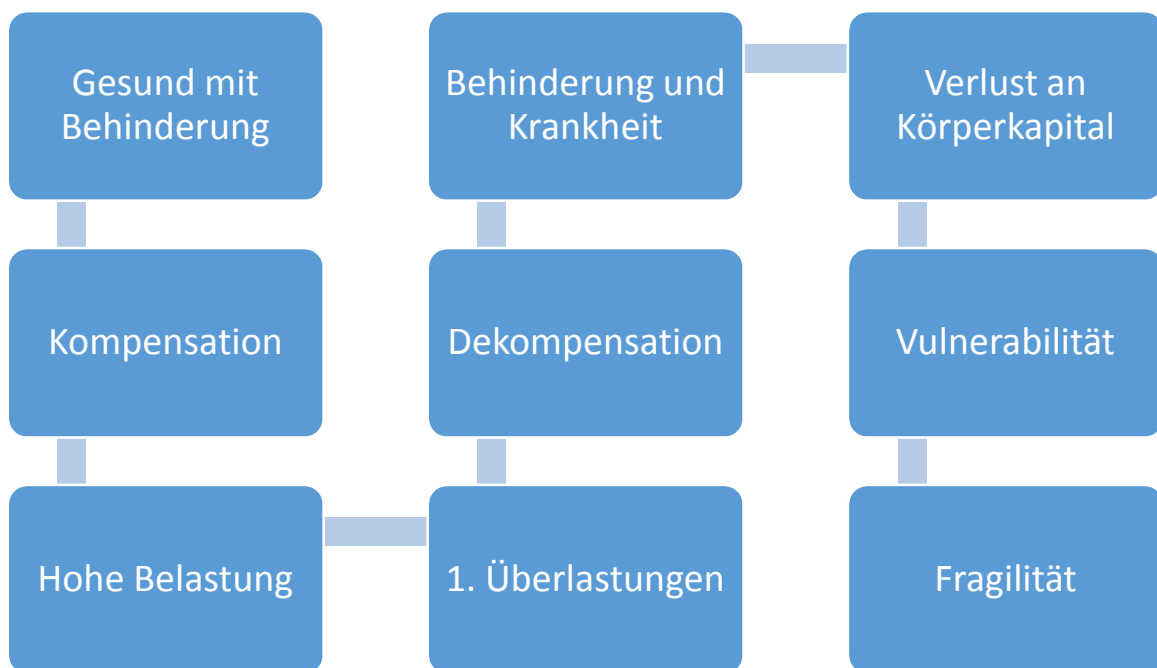 Gesund mit
Behinderung
Kompensation
Hohe Belastung
1. Überlastungen
Dekompensation
Behinderung und
Krankheit
Verlust an
Körperkapital
Vulnerabilität
Fragilität